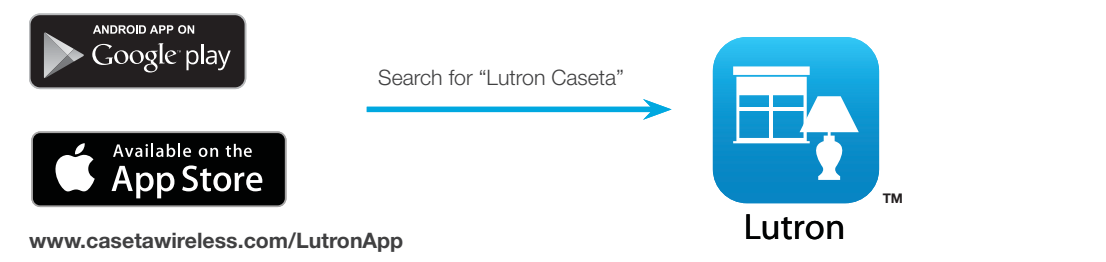 ANDROID APP ON
Google™ play
Search for “Lutron Caseta”
Available on the
App Store
www.casetawireless.com/LutronApp
TM
Lutron